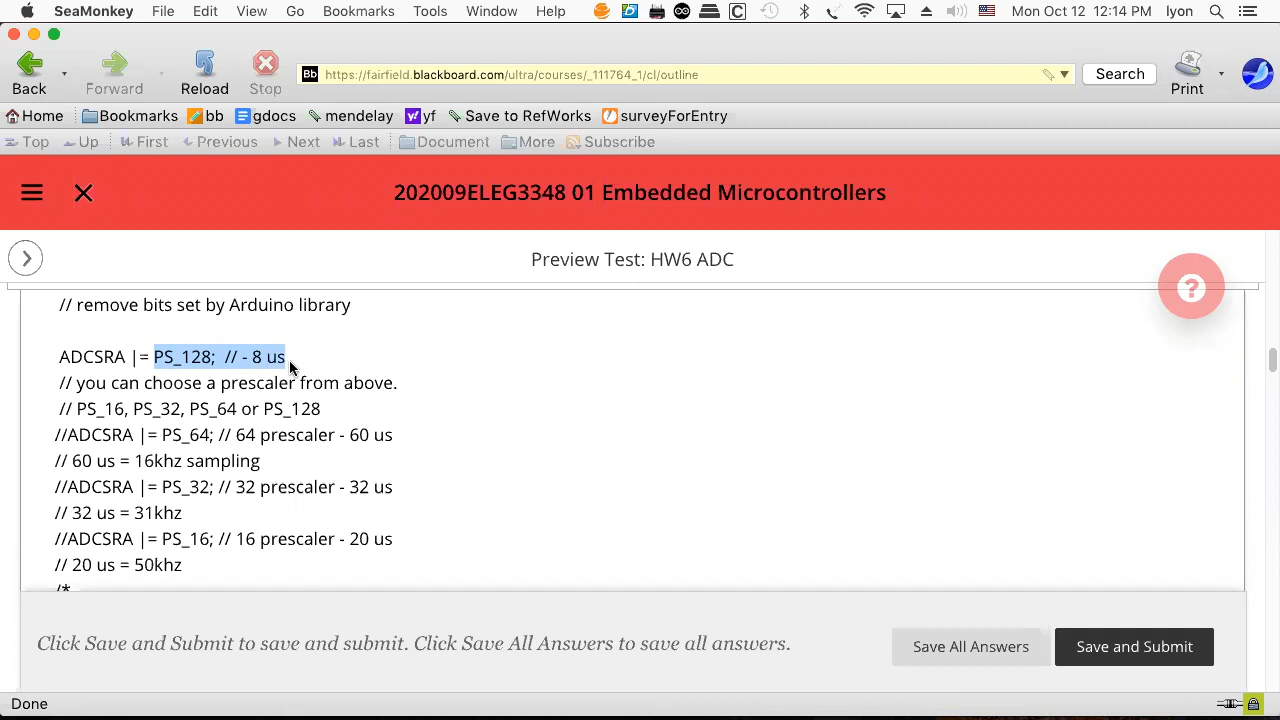 SeaMonkey File Edit View Go Bookmarks Tools Window Help Mon Oct 12 12:14 PM lyon
Back Forward Reload Stop Bb https://fairfield.blackboard.com/ultra/courses/_111764_1/cl/outline Search Print
Home Bookmarks bb gdocs mendelay yf Save to RefWorks surveyForEntry
Top Up First Previous Next Last Document More Subscribe
202009ELEG3348 01 Embedded Microcontrollers
Preview Test: HW6 ADC
// remove bits set by Arduino library
ADCSRA |= PS_128;  // - 8 us
// you can choose a prescaler from above.
// PS_16, PS_32, PS_64 or PS_128
//ADCSRA |= PS_64; // 64 prescaler - 60 us
// 60 us = 16khz sampling
//ADCSRA |= PS_32; // 32 prescaler - 32 us
// 32 us = 31khz
//ADCSRA |= PS_16; // 16 prescaler - 20 us
// 20 us = 50khz
/*
Click Save and Submit to save and submit. Click Save All Answers to save all answers.
Save All Answers Save and Submit
Done